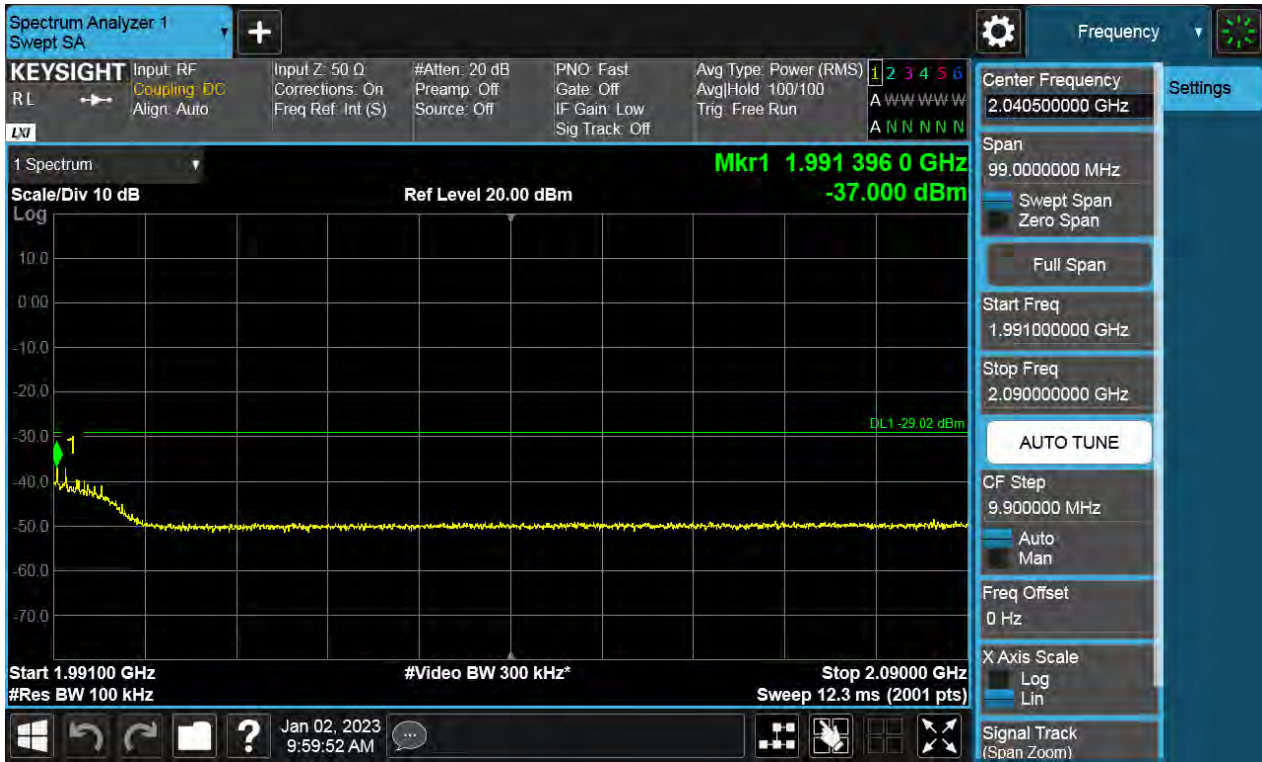 Spectrum Analyzer 1
Swept SA
+
Frequency
KEYSIGHT
RL
LXI
Input: RF
Coupling: DC
Align: Auto
Input Z: 50 Ω
Corrections: On
Freq Ref: Int (S)
#Atten: 20 dB
Preamp: Off
Source: Off
PNO: Fast
Gate: Off
IF Gain: Low
Sig Track: Off
Avg Type: Power (RMS)
Avg|Hold: 100/100
Trig: Free Run
1 2 3 4 5 6
A W W W W W
A N N N N N
1 Spectrum
Scale/Div 10 dB
Ref Level 20.00 dBm
Mkr1 1.991 396 0 GHz
-37.000 dBm
Log
10.0
0.00
-10.0
-20.0
-30.0
-40.0
-50.0
-60.0
-70.0
DL1 -29.02 dBm
1
Start 1.99100 GHz
#Video BW 300 kHz*
Stop 2.09000 GHz
#Res BW 100 kHz
Sweep 12.3 ms (2001 pts)
?
Jan 02, 2023
9:59:52 AM
Center Frequency
2.040500000 GHz
Span
99.0000000 MHz
Swept Span
Zero Span
Full Span
Start Freq
1.991000000 GHz
Stop Freq
2.090000000 GHz
AUTO TUNE
CF Step
9.900000 MHz
Auto
Man
Freq Offset
0 Hz
X Axis Scale
Log
Lin
Signal Track
(Span Zoom)
Settings